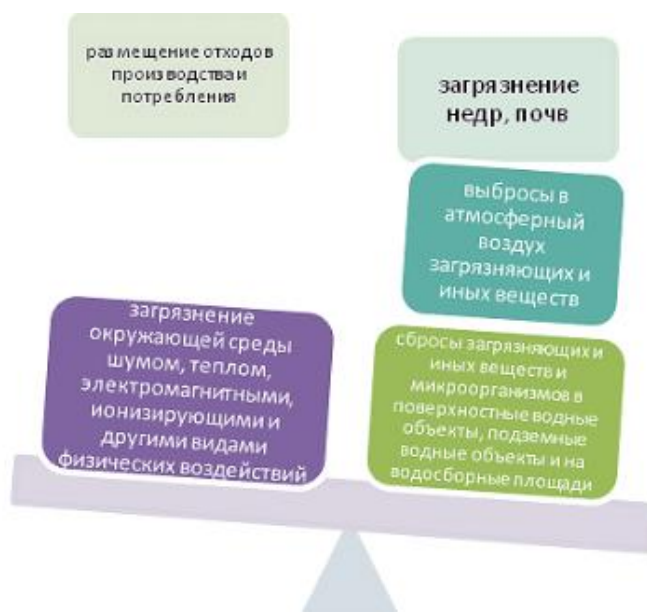 размещение отходов
производства и
потребления
загрязнение
недр, почв
выбросы в
атмосферный
воздух
загрязняющих и
иных веществ
загрязнение
окружающей среды
шумом, теплом,
электромагнитными,
ионизирующими и
другими видами
физических воздействий
сбросы загрязняющих и
иных веществ и
микроорганизмов в
поверхностные водные
объекты, подземные
водные объекты и на
водосборные площади